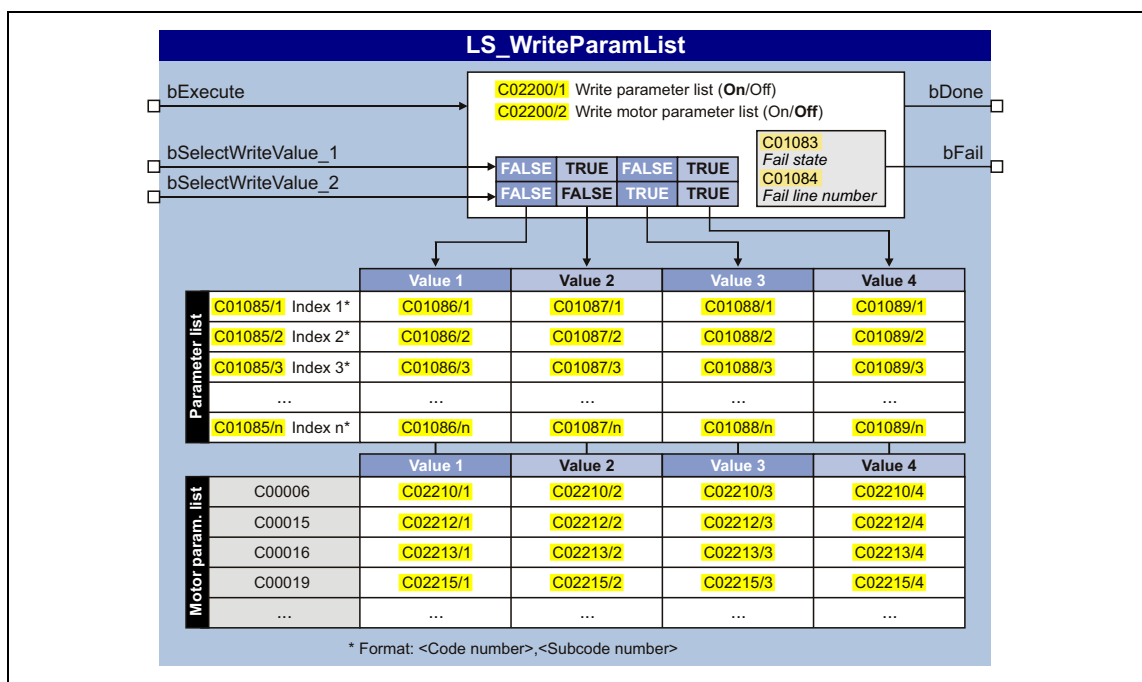 LS_WriteParamList
bExecute
C02200/1 Write parameter list (On/Off)
C02200/2 Write motor parameter list (On/Off)
bDone
bSelectWriteValue_1
bSelectWriteValue_2
FALSE TRUE FALSE TRUE
FALSE FALSE TRUE TRUE
C01083
Fail state
C01084
Fail line number
bFail
Value 1 Value 2 Value 3 Value 4
Parameter list
C01085/1 Index 1* C01086/1 C01087/1 C01088/1 C01089/1
C01085/2 Index 2* C01086/2 C01087/2 C01088/2 C01089/2
C01085/3 Index 3* C01086/3 C01087/3 C01088/3 C01089/3
... ... ... ... ...
C01085/n Index n* C01086/n C01087/n C01088/n C01089/n
Value 1 Value 2 Value 3 Value 4
Motor param. list
C00006 C02210/1 C02210/2 C02210/3 C02210/4
C00015 C02212/1 C02212/2 C02212/3 C02212/4
C00016 C02213/1 C02213/2 C02213/3 C02213/4
C00019 C02215/1 C02215/2 C02215/3 C02215/4
... ... ... ... ...
* Format: <Code number>,<Subcode number>